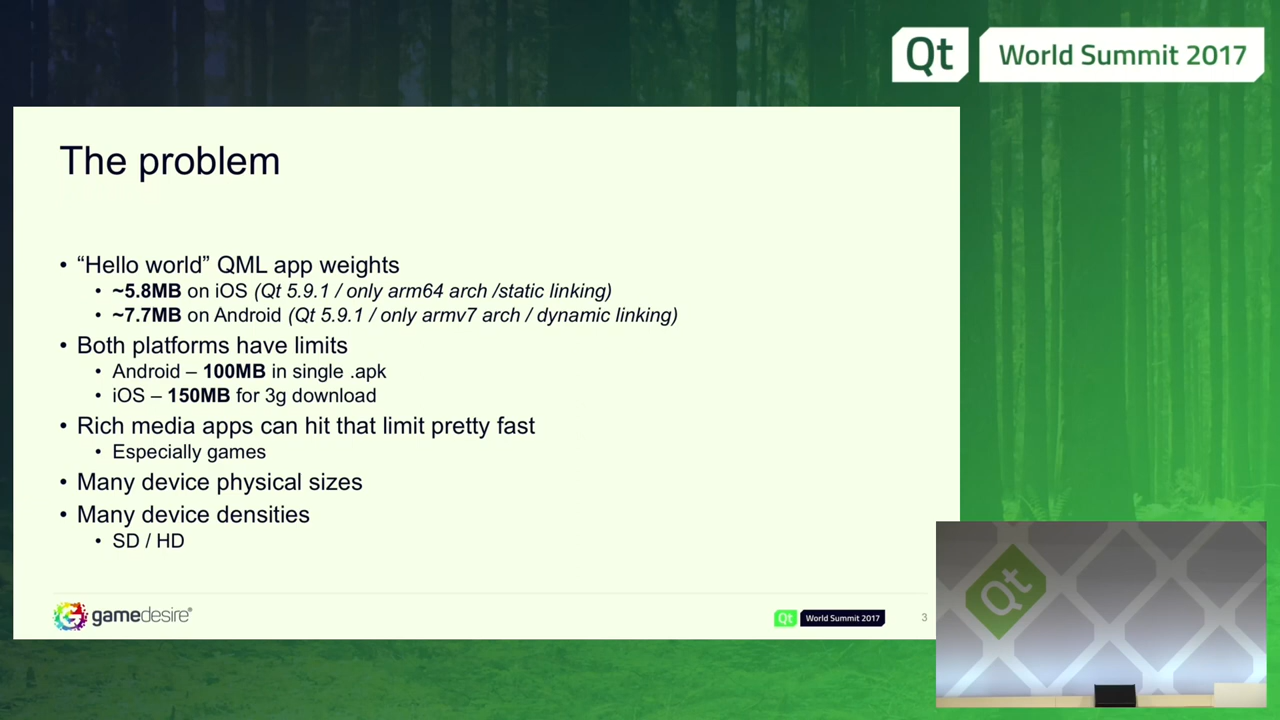 Qt World Summit 2017
The problem
• “Hello world” QML app weights
• ~5.8MB on iOS (Qt 5.9.1 / only arm64 arch /static linking)
• ~7.7MB on Android (Qt 5.9.1 / only armv7 arch / dynamic linking)
• Both platforms have limits
• Android – 100MB in single .apk
• iOS – 150MB for 3g download
• Rich media apps can hit that limit pretty fast
• Especially games
• Many device physical sizes
• Many device densities
• SD / HD
gamedesire®
Qt World Summit 2017
3
Qt